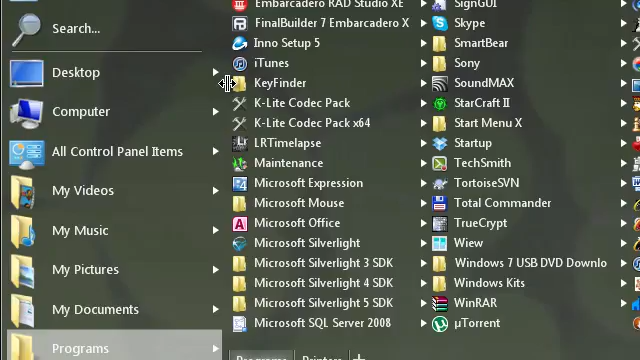 Search...
Desktop
Computer
All Control Panel Items
My Videos
My Music
My Pictures
My Documents
Programs
Embarcadero RAD Studio XE
FinalBuilder 7 Embarcadero X
Inno Setup 5
iTunes
KeyFinder
K-Lite Codec Pack
K-Lite Codec Pack x64
LRTimelapse
Maintenance
Microsoft Expression
Microsoft Mouse
Microsoft Office
Microsoft Silverlight
Microsoft Silverlight 3 SDK
Microsoft Silverlight 4 SDK
Microsoft Silverlight 5 SDK
Microsoft SQL Server 2008
SignGUI
Skype
SmartBear
Sony
SoundMAX
StarCraft II
Start Menu X
Startup
TechSmith
TortoiseSVN
Total Commander
TrueCrypt
Wiew
Windows 7 USB DVD Downlo
Windows Kits
WinRAR
µTorrent
Programs
Printers